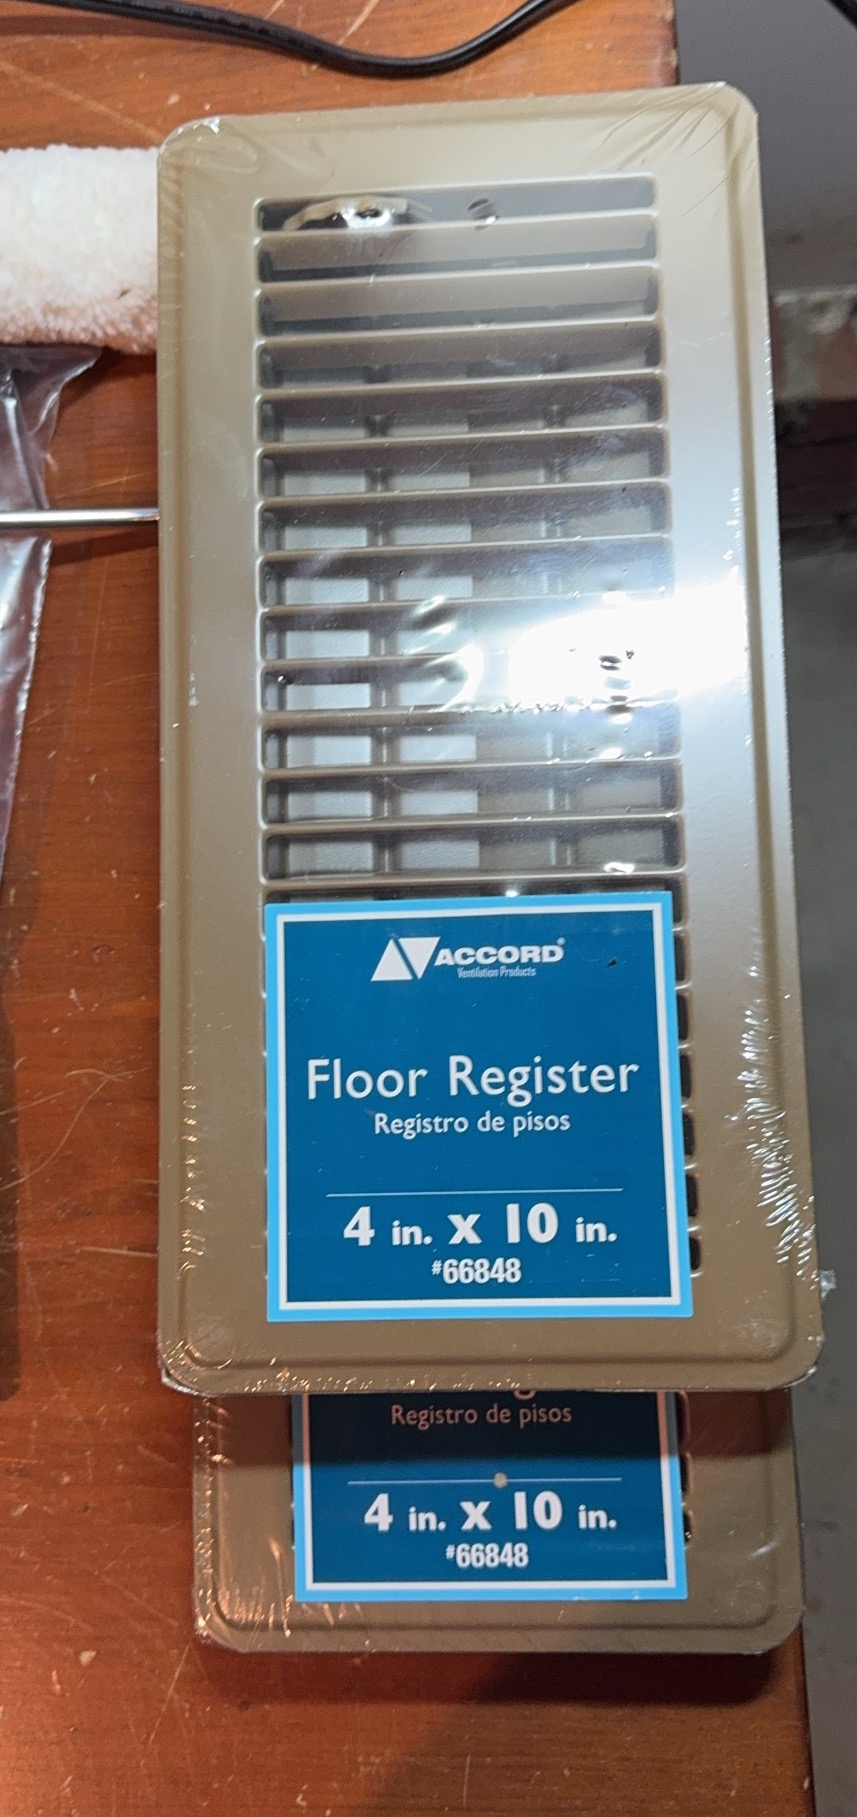 ACCORD®
Ventilation Products
Floor Register
Registro de pisos
4 in. x 10 in.
#66848
Registro de pisos
4 in. x 10 in.
#66848